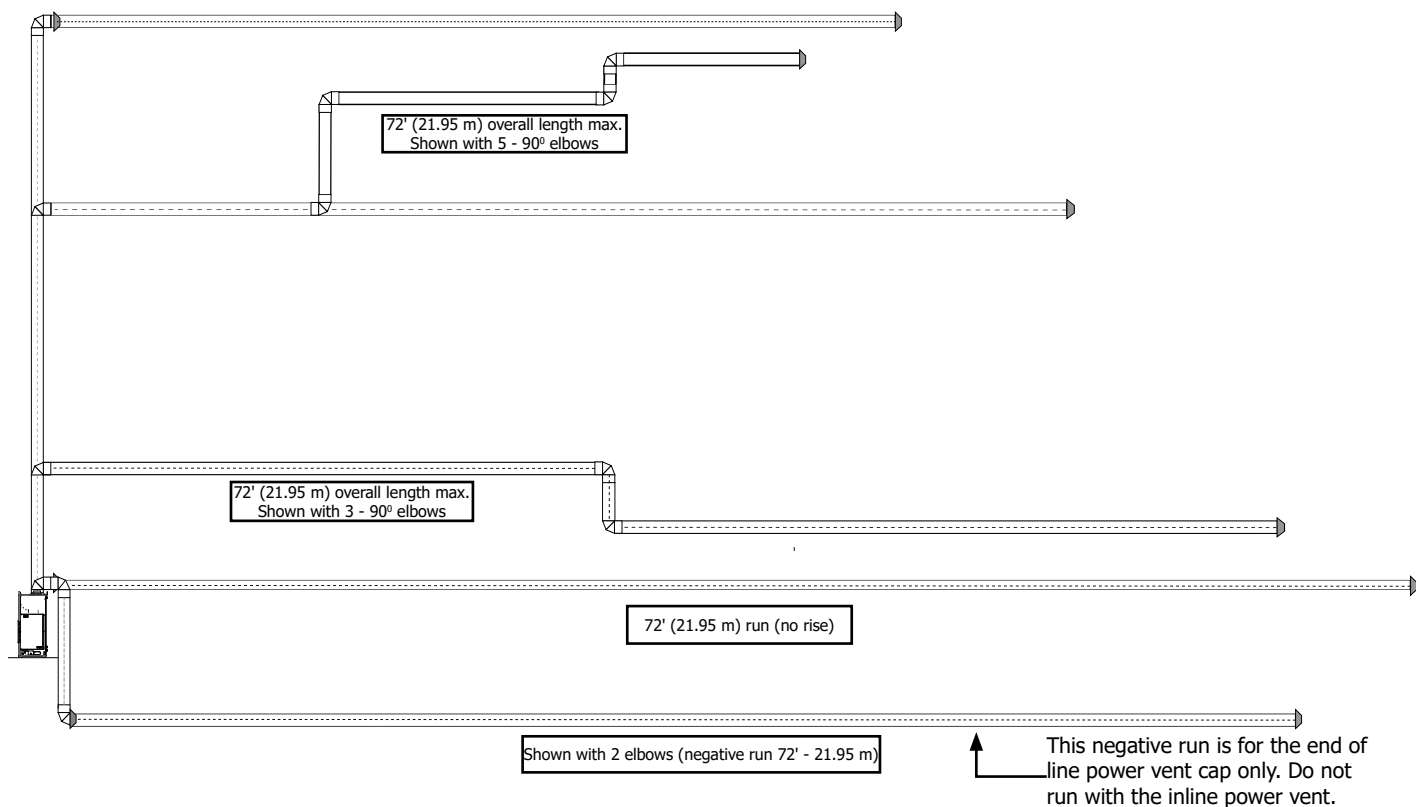 72' (21.95 m) overall length max.
Shown with 5 - 90⁰ elbows
72' (21.95 m) overall length max.
Shown with 3 - 90⁰ elbows
72' (21.95 m) run (no rise)
Shown with 2 elbows (negative run 72' - 21.95 m)
This negative run is for the end of
line power vent cap only. Do not
run with the inline power vent.